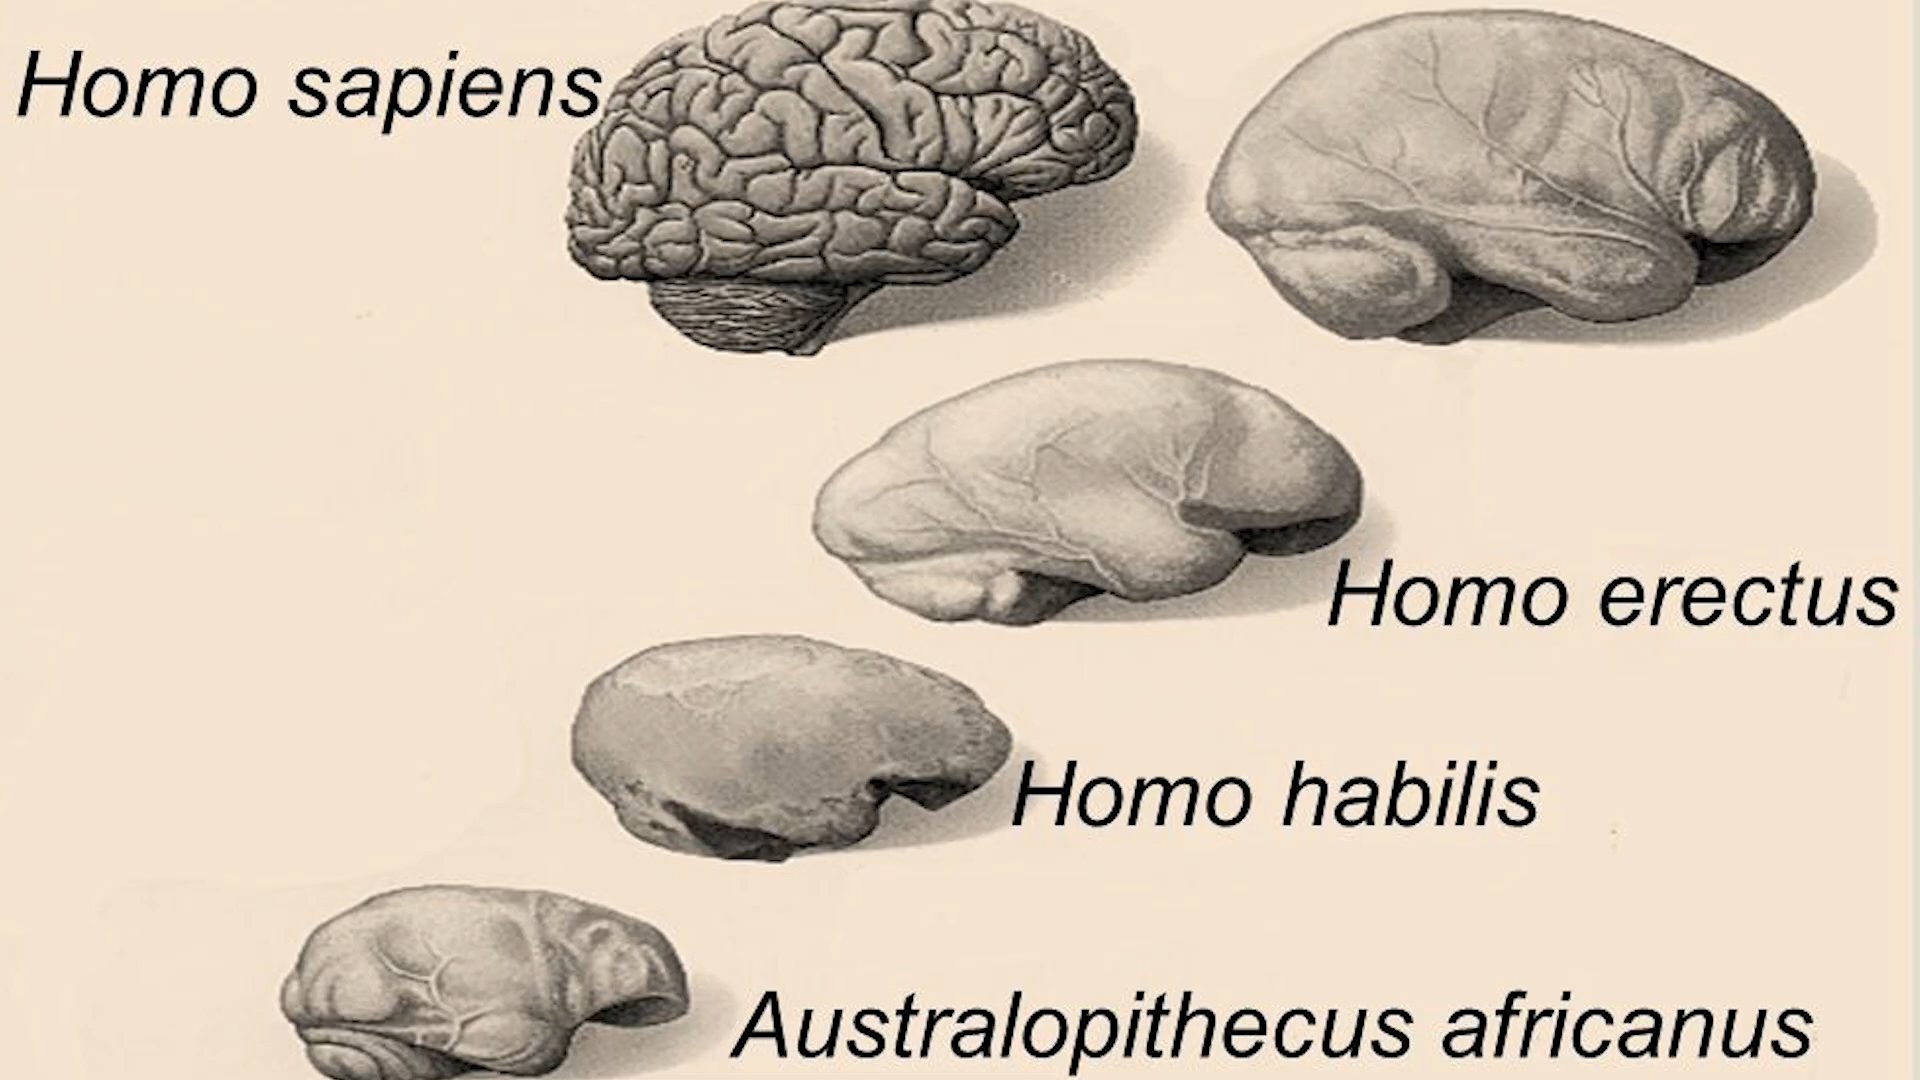 Homo sapiens
Homo erectus
Homo habilis
Australopithecus africanus